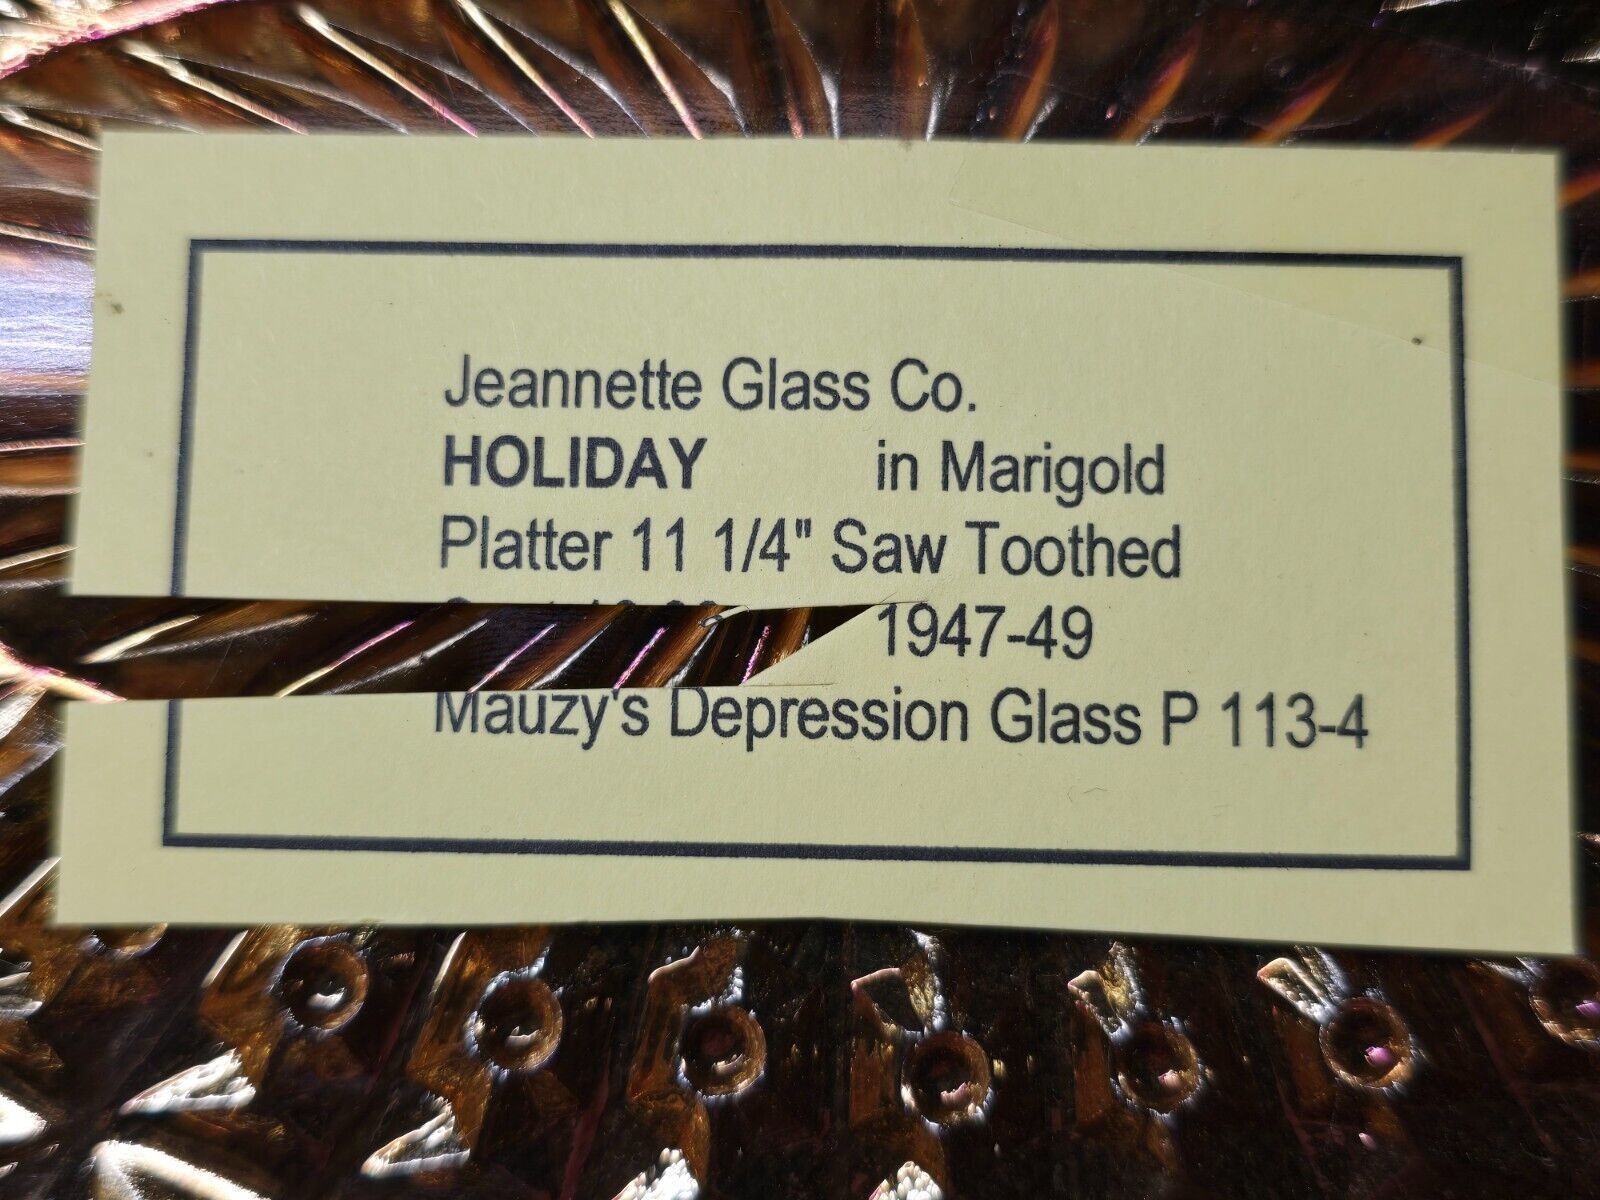 Jeannette Glass Co.
HOLIDAY in Marigold
Platter 11 1/4" Saw Toothed
1947-49
Mauzy's Depression Glass P 113-4